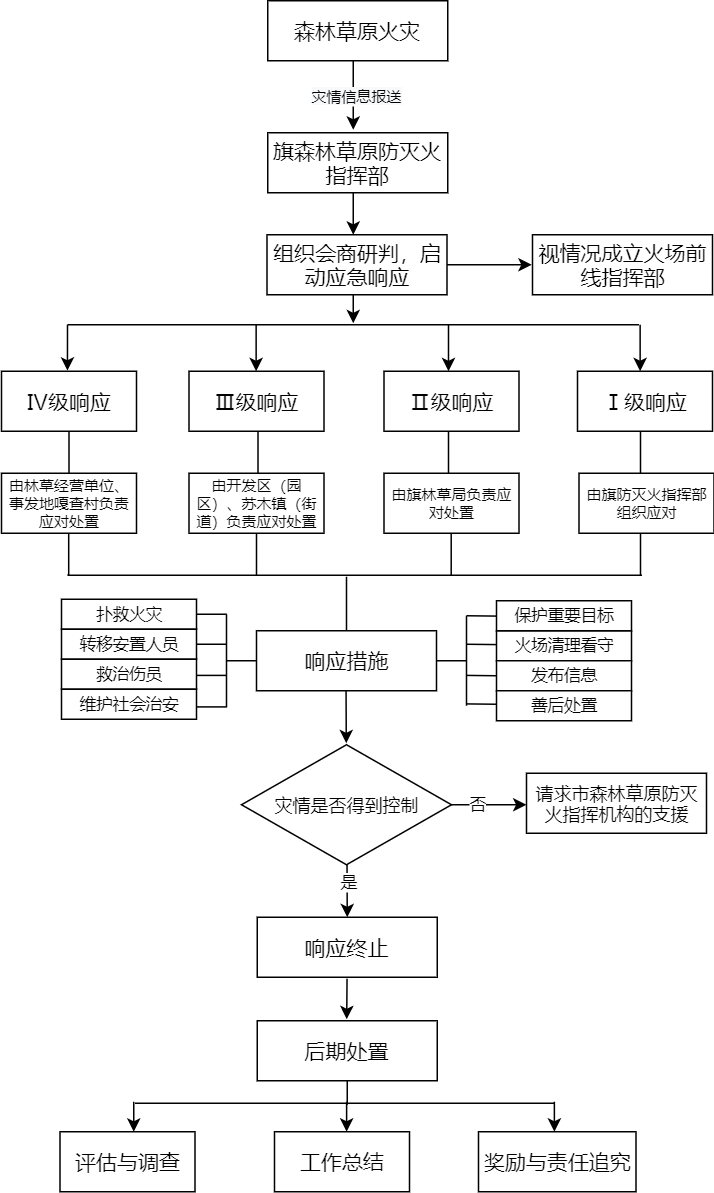 森林草原火灾
灾情信息报送
旗森林草原防灭火
指挥部
组织会商研判，启
动应急响应
视情况成立火场前
线指挥部
Ⅳ级响应
Ⅲ级响应
Ⅱ级响应
Ⅰ级响应
由林草经营单位、
事发地嘎查村负责
应对处置
由开发区（园
区）、苏木镇（街
道）负责应对处置
由旗林草局负责应
对处置
由旗防灭火指挥部
组织应对
扑救火灾
转移安置人员
救治伤员
维护社会治安
响应措施
保护重要目标
火场清理看守
发布信息
善后处置
灾情是否得到控制
否
请求市森林草原防灭
火指挥机构的支援
是
响应终止
后期处置
评估与调查
工作总结
奖励与责任追究